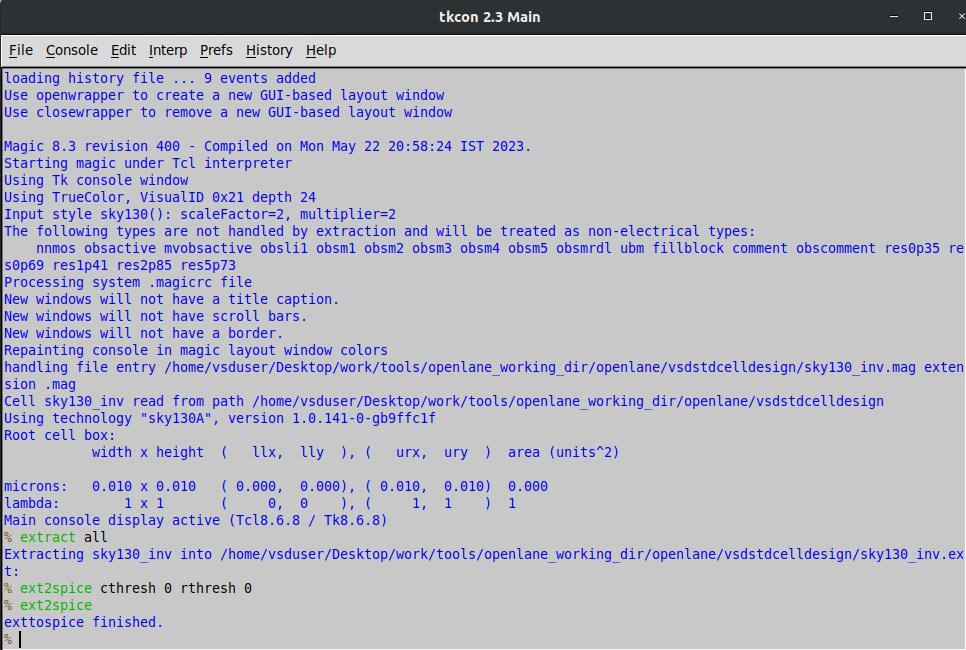 tkcon 2.3 Main
File Console Edit Interp Prefs History Help
loading history file ... 9 events added
Use openwrapper to create a new GUI-based layout window
Use closewrapper to remove a new GUI-based layout window
Magic 8.3 revision 400 - Compiled on Mon May 22 20:58:24 IST 2023.
Starting magic under Tcl interpreter
Using Tk console window
Using TrueColor, VisualID 0x21 depth 24
Input style sky130(): scaleFactor=2, multiplier=2
The following types are not handled by extraction and will be treated as non-electrical types:
    nnmos obsactive mvobsactive obsli1 obsm1 obsm2 obsm3 obsm4 obsm5 obsmrdl ubm fillblock comment obscomment res0p35 re
s0p69 res1p41 res2p85 res5p73
Processing system .magicrc file
New windows will not have a title caption.
New windows will not have scroll bars.
New windows will not have a border.
Repainting console in magic layout window colors
handling file entry /home/vsduser/Desktop/work/tools/openlane_working_dir/openlane/vsdstdcelldesign/sky130_inv.mag exten
sion .mag
Cell sky130_inv read from path /home/vsduser/Desktop/work/tools/openlane_working_dir/openlane/vsdstdcelldesign
Using technology "sky130A", version 1.0.141-0-gb9ffc1f
Root cell box:
           width x height  (   llx,  lly  ), (   urx,  ury  )  area (units^2)
microns:   0.010 x 0.010   ( 0.000,  0.000), ( 0.010,  0.010)  0.000
lambda:        1 x 1       (     0,  0    ), (     1,  1    )  1
Main console display active (Tcl8.6.8 / Tk8.6.8)
% extract all
Extracting sky130_inv into /home/vsduser/Desktop/work/tools/openlane_working_dir/openlane/vsdstdcelldesign/sky130_inv.ex
t:
% ext2spice cthresh 0 rthresh 0
% ext2spice
exttospice finished.
%